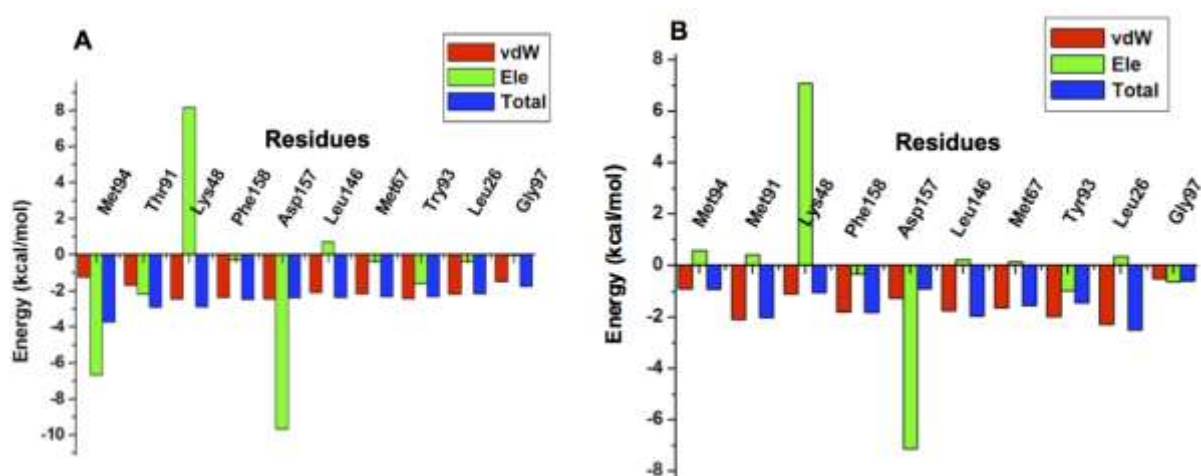 A
vdW
Ele
Total
Residues
Met94
Thr91
Lys48
Phe158
Asp157
Leu146
Met67
Try93
Leu26
Gly97
8
6
4
2
0
-2
-4
-6
-8
-10
Energy (kcal/mol)
B
vdW
Ele
Total
Residues
Met94
Met91
Lys48
Phe158
Asp157
Leu146
Met67
Tyr93
Leu26
Gly97
8
6
4
2
0
-2
-4
-6
-8
Energy (kcal/mol)